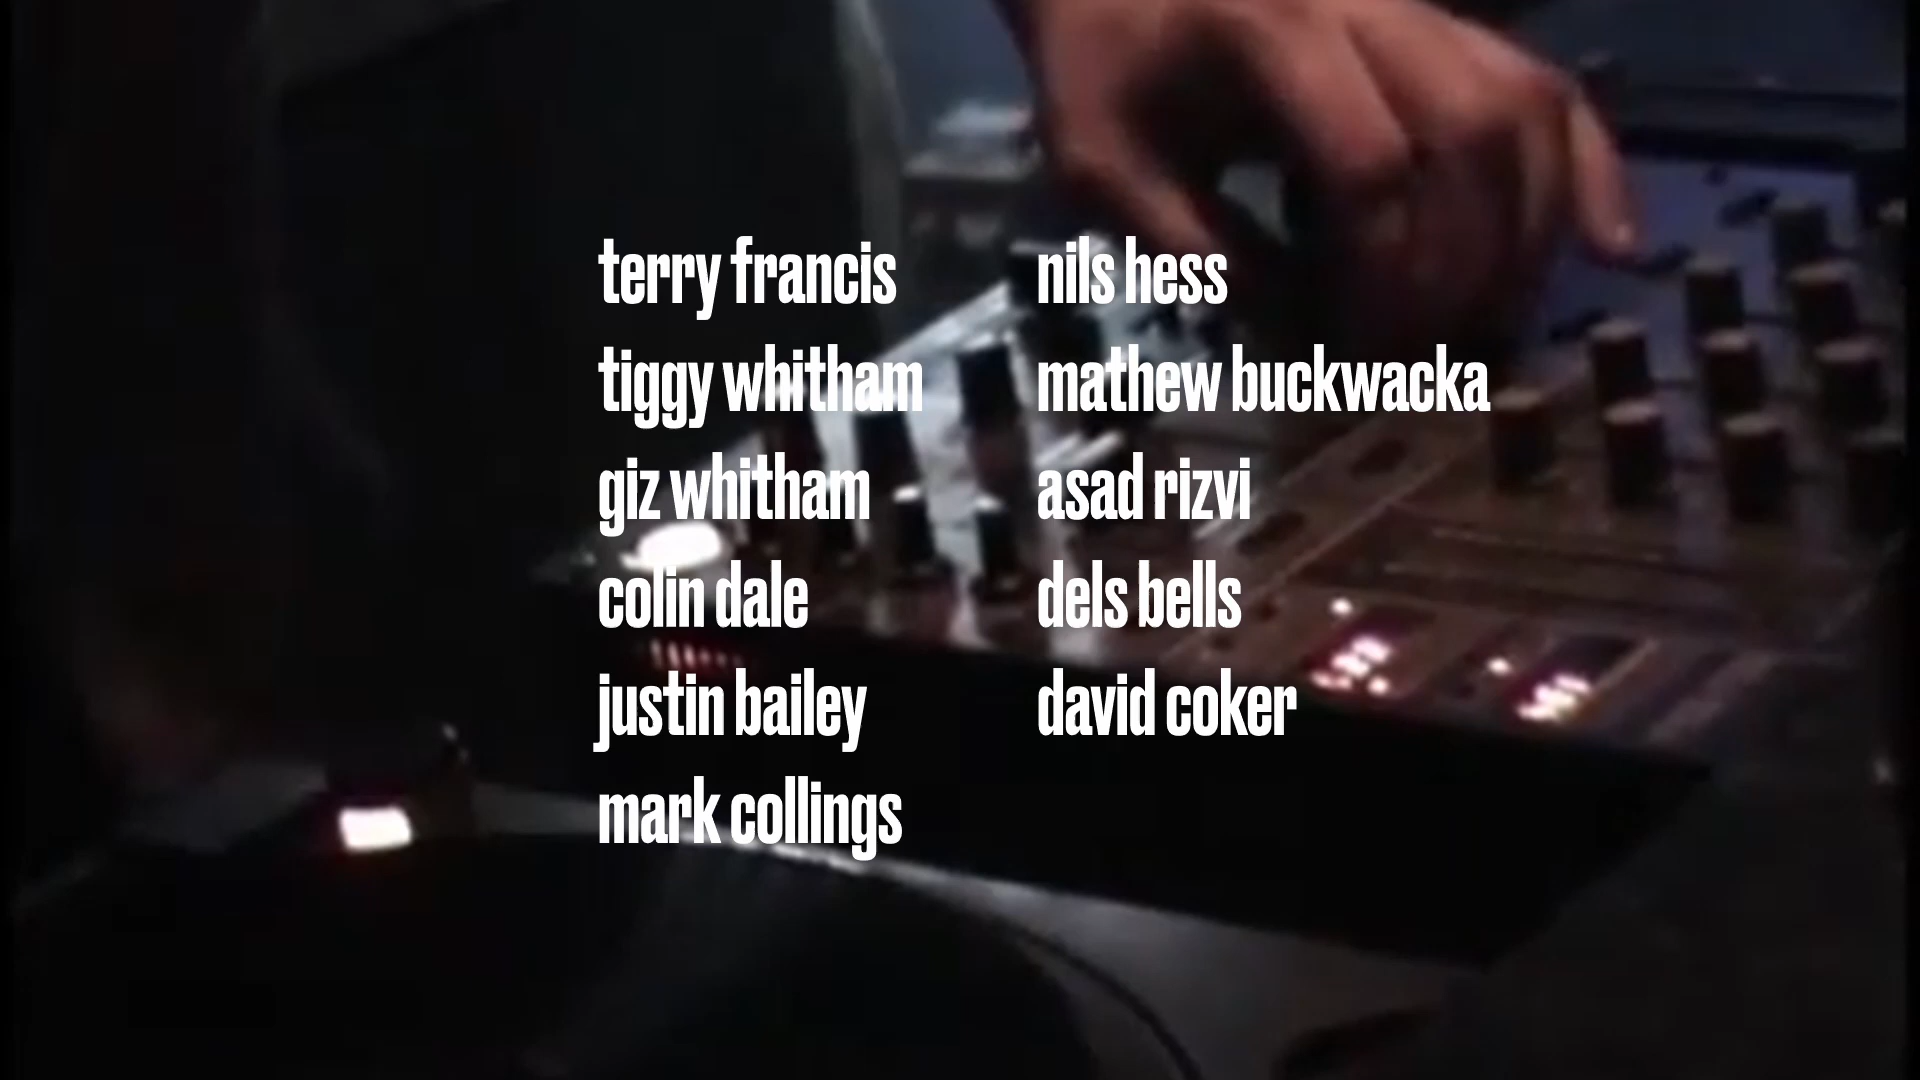 terry francis
tiggy whitham
giz whitham
colin dale
justin bailey
mark collings
nils hess
mathew buckwacka
asad rizvi
dels bells
david coker